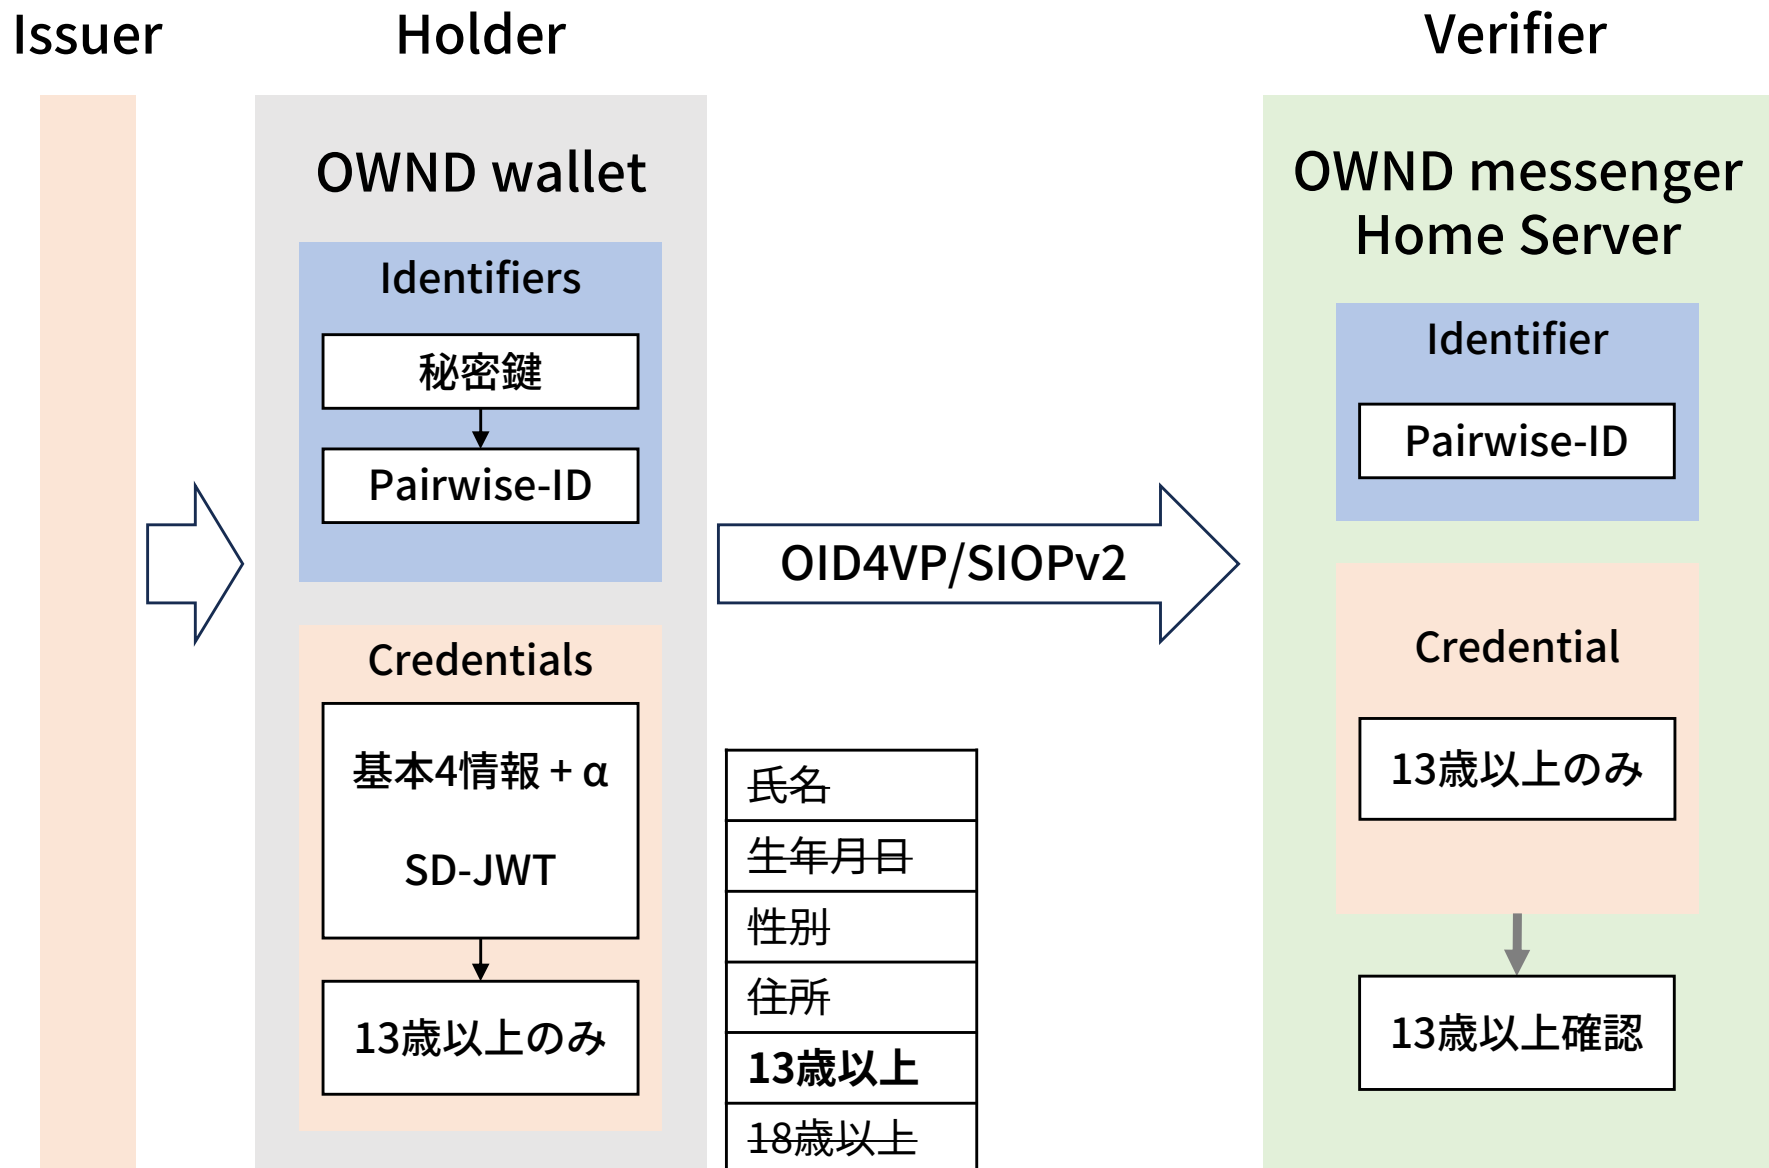 Issuer
Holder
Verifier
OWND wallet
Identifiers
秘密鍵
Pairwise-ID
Credentials
基本4情報 + α
SD-JWT
13歳以上のみ
OID4VP/SIOPv2
氏名
生年月日
性別
住所
13歳以上
18歳以上
OWND messenger
Home Server
Identifier
Pairwise-ID
Credential
13歳以上のみ
13歳以上確認